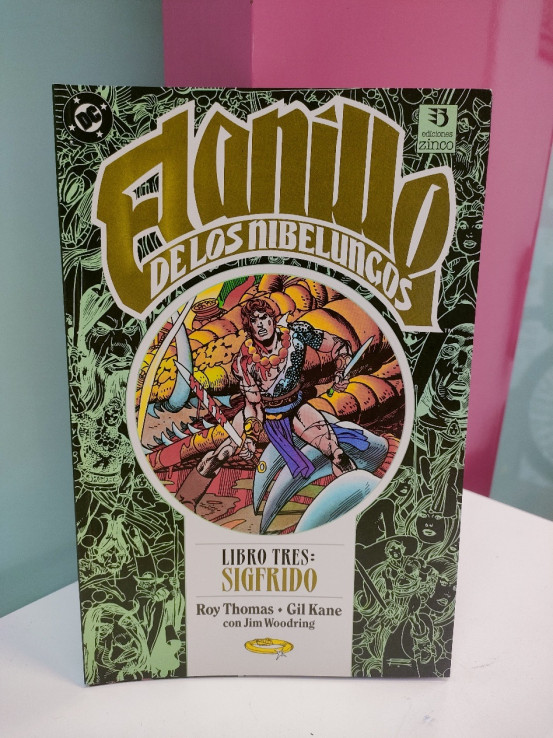 DC
ediciones
zinco
El anillo
DE LOS NIBELUNGOS
LIBRO TRES:
SIGFRIDO
Roy Thomas • Gil Kane
con Jim Woodring